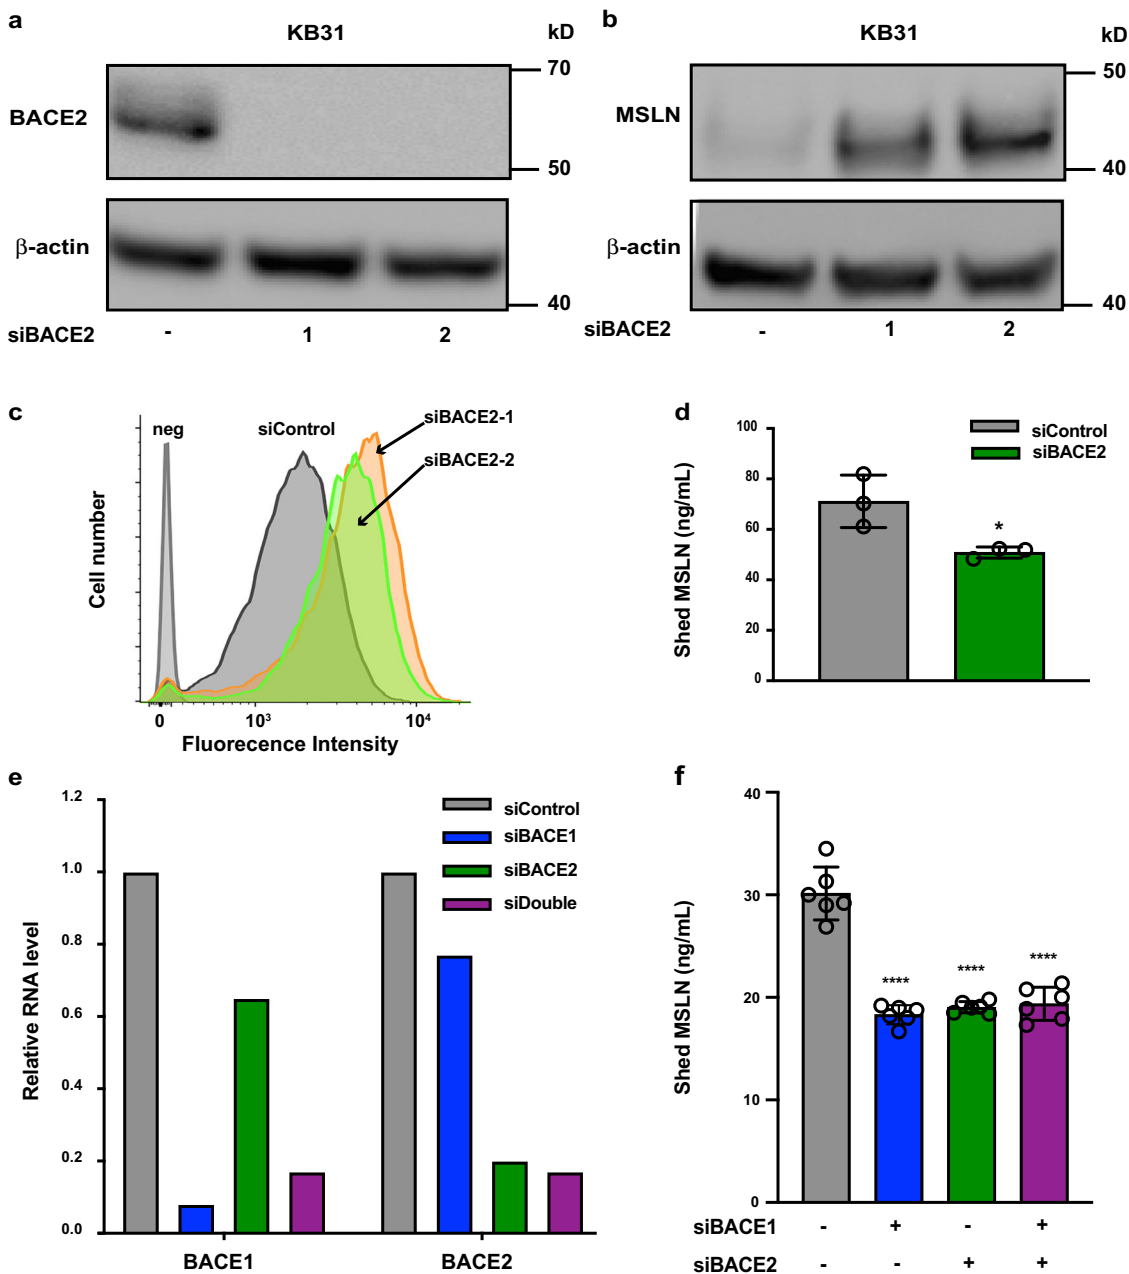 a
KB31
kD
BACE2
70
50
β-actin
40
siBACE2 - 1 2
b
KB31
kD
MSLN
50
40
β-actin
40
siBACE2 - 1 2
c
neg
siControl
siBACE2-1
siBACE2-2
Cell number
0 10³ 10⁴
Fluorecence Intensity
d
siControl
siBACE2
Shed MSLN (ng/mL)
100
80
60
40
20
0
*
e
siControl
siBACE1
siBACE2
siDouble
Relative RNA level
1.2
1.0
0.8
0.6
0.4
0.2
0.0
BACE1 BACE2
f
Shed MSLN (ng/mL)
40
30
20
10
0
**** **** ****
siBACE1 - + - +
siBACE2 - - + +